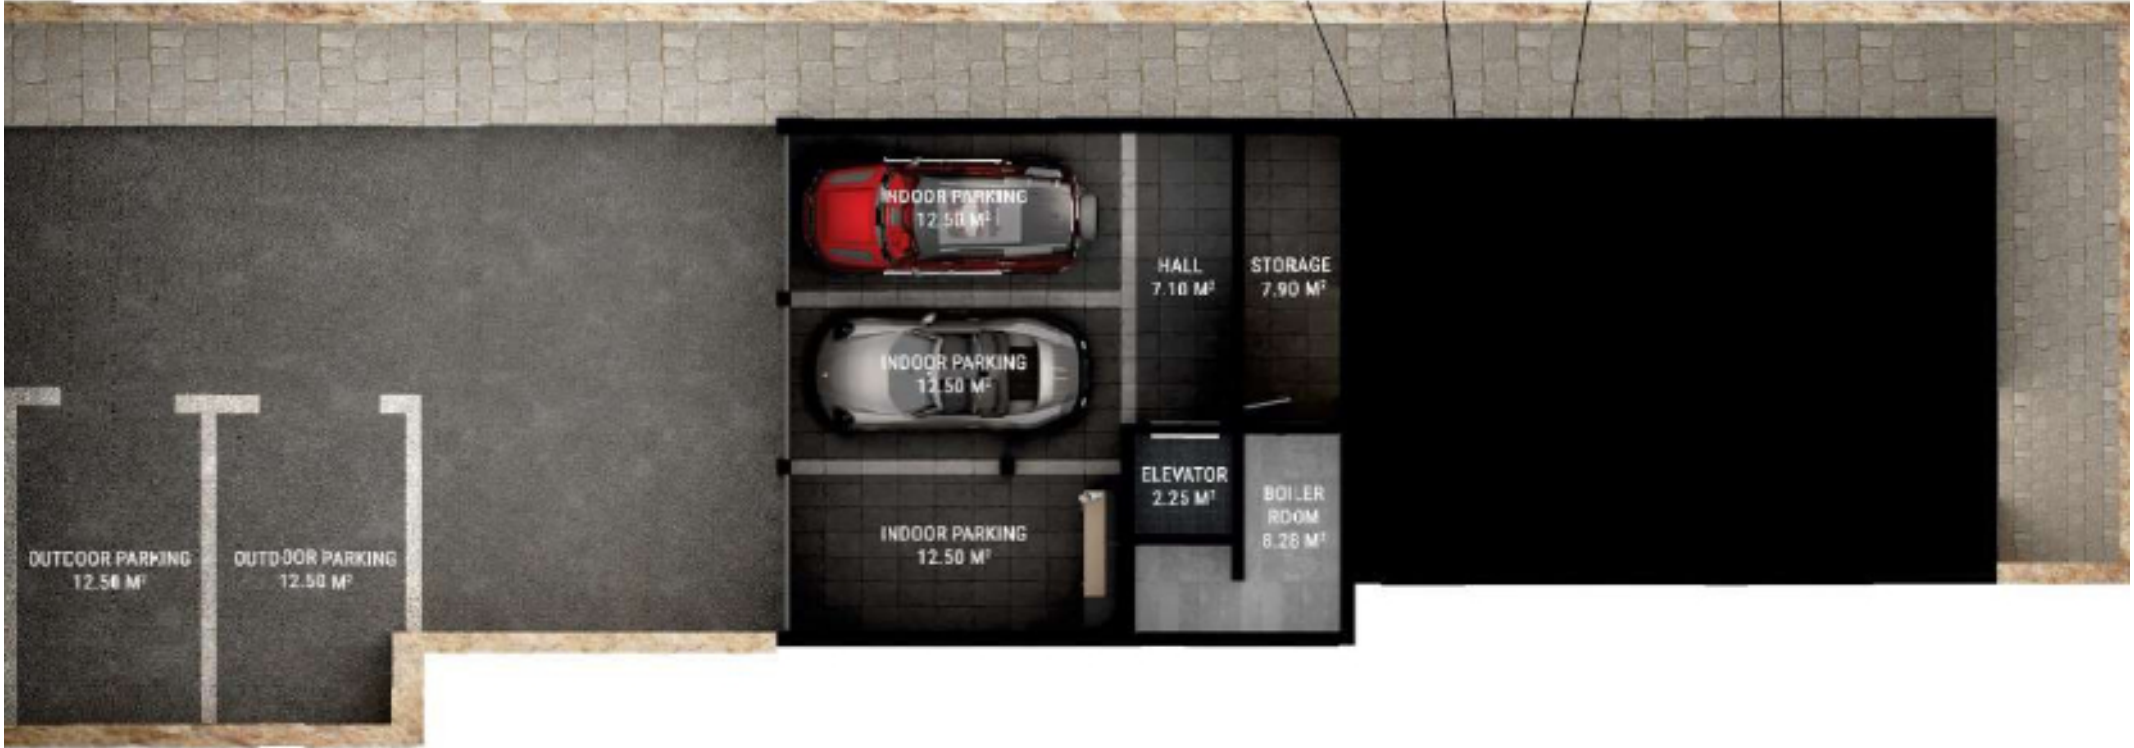 INDOOR PARKING
12.50 M²
HALL
7.10 M²
STORAGE
7.90 M²
INDOOR PARKING
12.50 M²
ELEVATOR
2.25 M²
BOILER
ROOM
8.28 M²
INDOOR PARKING
12.50 M²
OUTDOOR PARKING
12.50 M²
OUTDOOR PARKING
12.50 M²